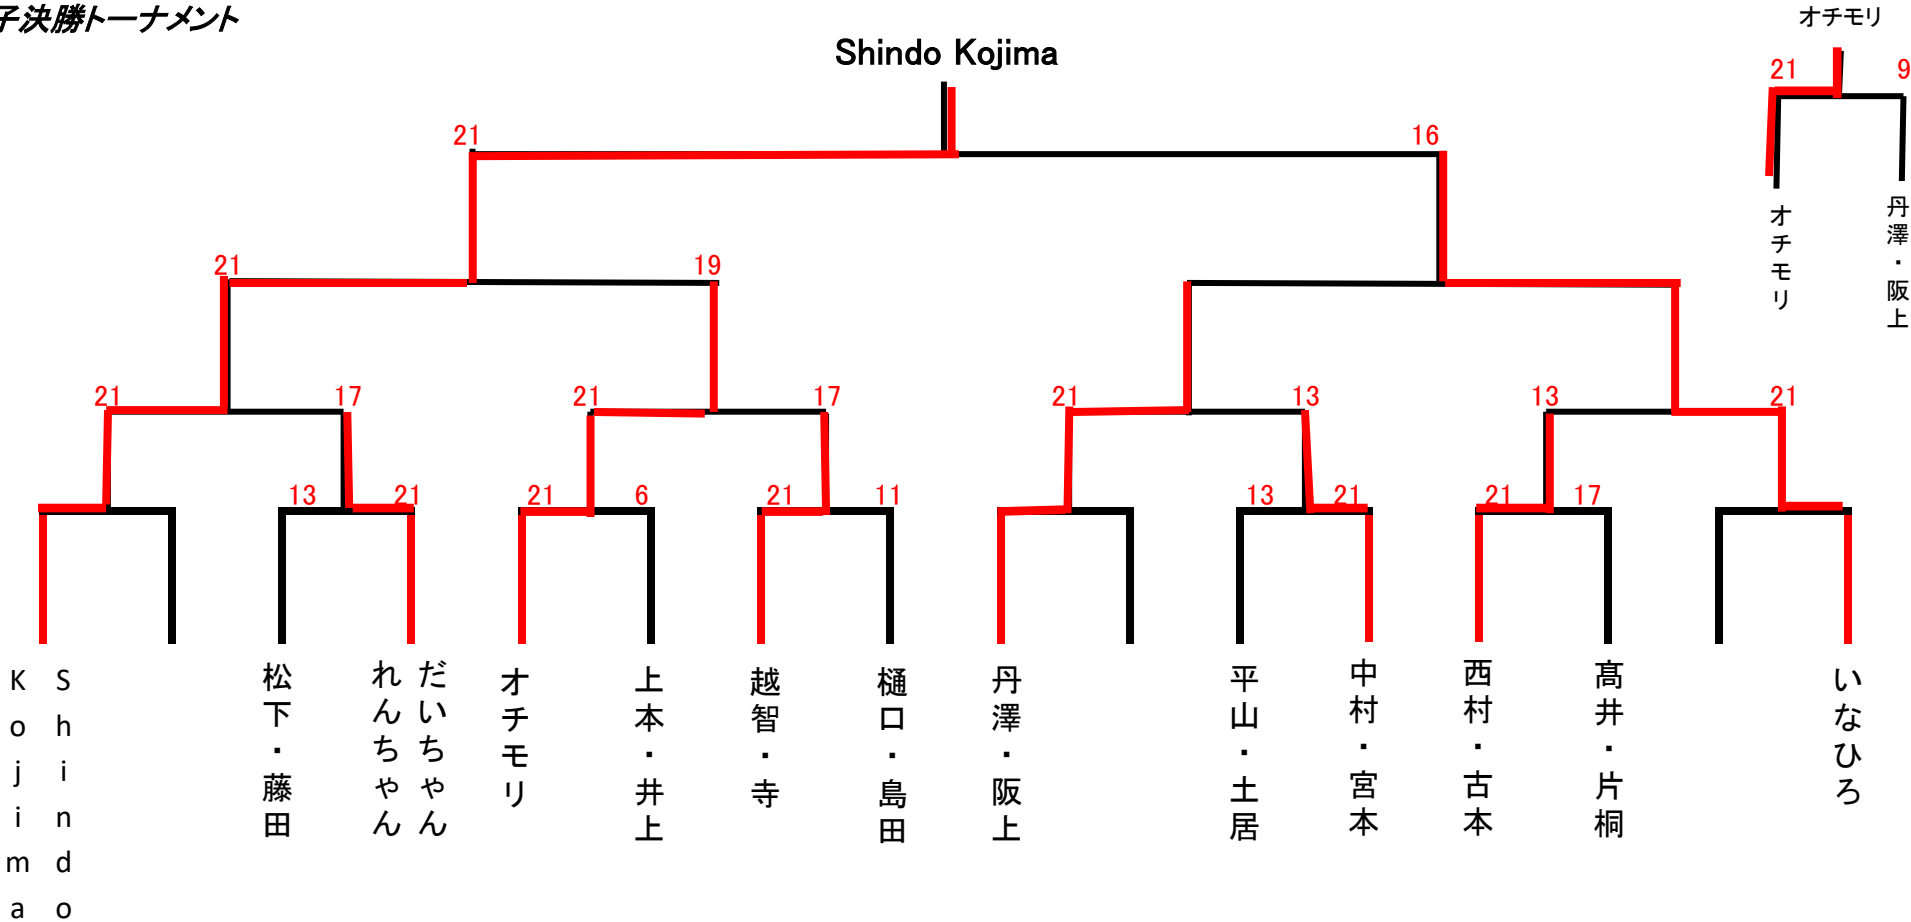 子決勝トーナメント
オチモリ
Shindo Kojima
21
9
21
16
オチモリ
丹澤・阪上
21
19
21
17
21
17
21
13
13
21
13
21
21
6
21
11
13
21
21
17
Shindo
Kojima
松下・藤田
だいちゃん
れんちゃん
オチモリ
上本・井上
越智・寺
樋口・島田
丹澤・阪上
平山・土居
中村・宮本
西村・古本
髙井・片桐
いなひろ